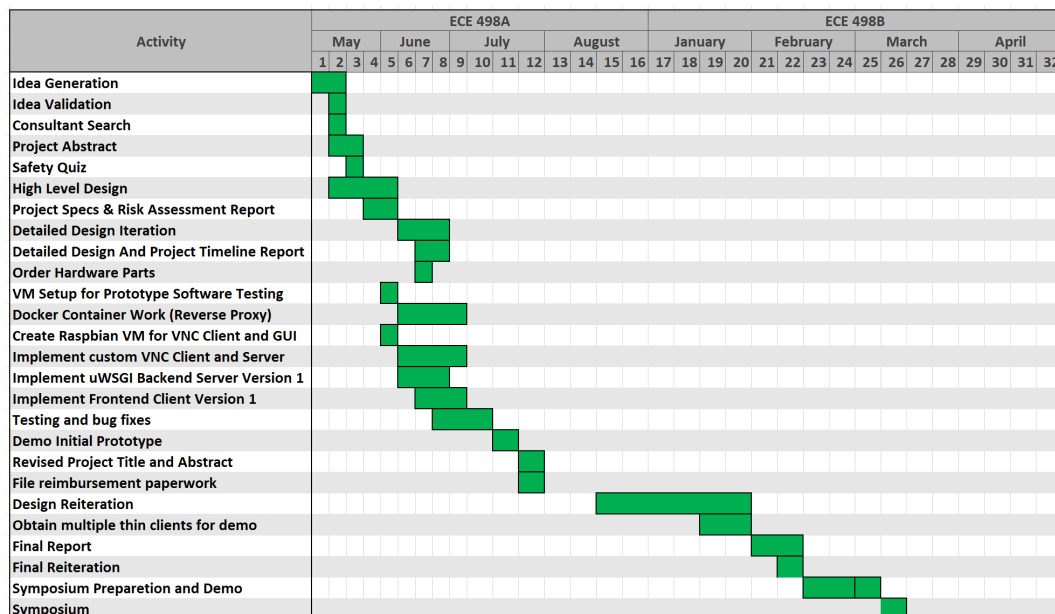 ECE 498A ECE 498B
Activity
May June July August January February March April
1 2 3 4 5 6 7 8 9 10 11 12 13 14 15 16 17 18 19 20 21 22 23 24 25 26 27 28 29 30 31 32
Idea Generation
Idea Validation
Consultant Search
Project Abstract
Safety Quiz
High Level Design
Project Specs & Risk Assessment Report
Detailed Design Iteration
Detailed Design And Project Timeline Report
Order Hardware Parts
VM Setup for Prototype Software Testing
Docker Container Work (Reverse Proxy)
Create Raspbian VM for VNC Client and GUI
Implement custom VNC Client and Server
Implement uWSGI Backend Server Version 1
Implement Frontend Client Version 1
Testing and bug fixes
Demo Initial Prototype
Revised Project Title and Abstract
File reimbursement paperwork
Design Reiteration
Obtain multiple thin clients for demo
Final Report
Final Reiteration
Symposium Preparetion and Demo
Symposium